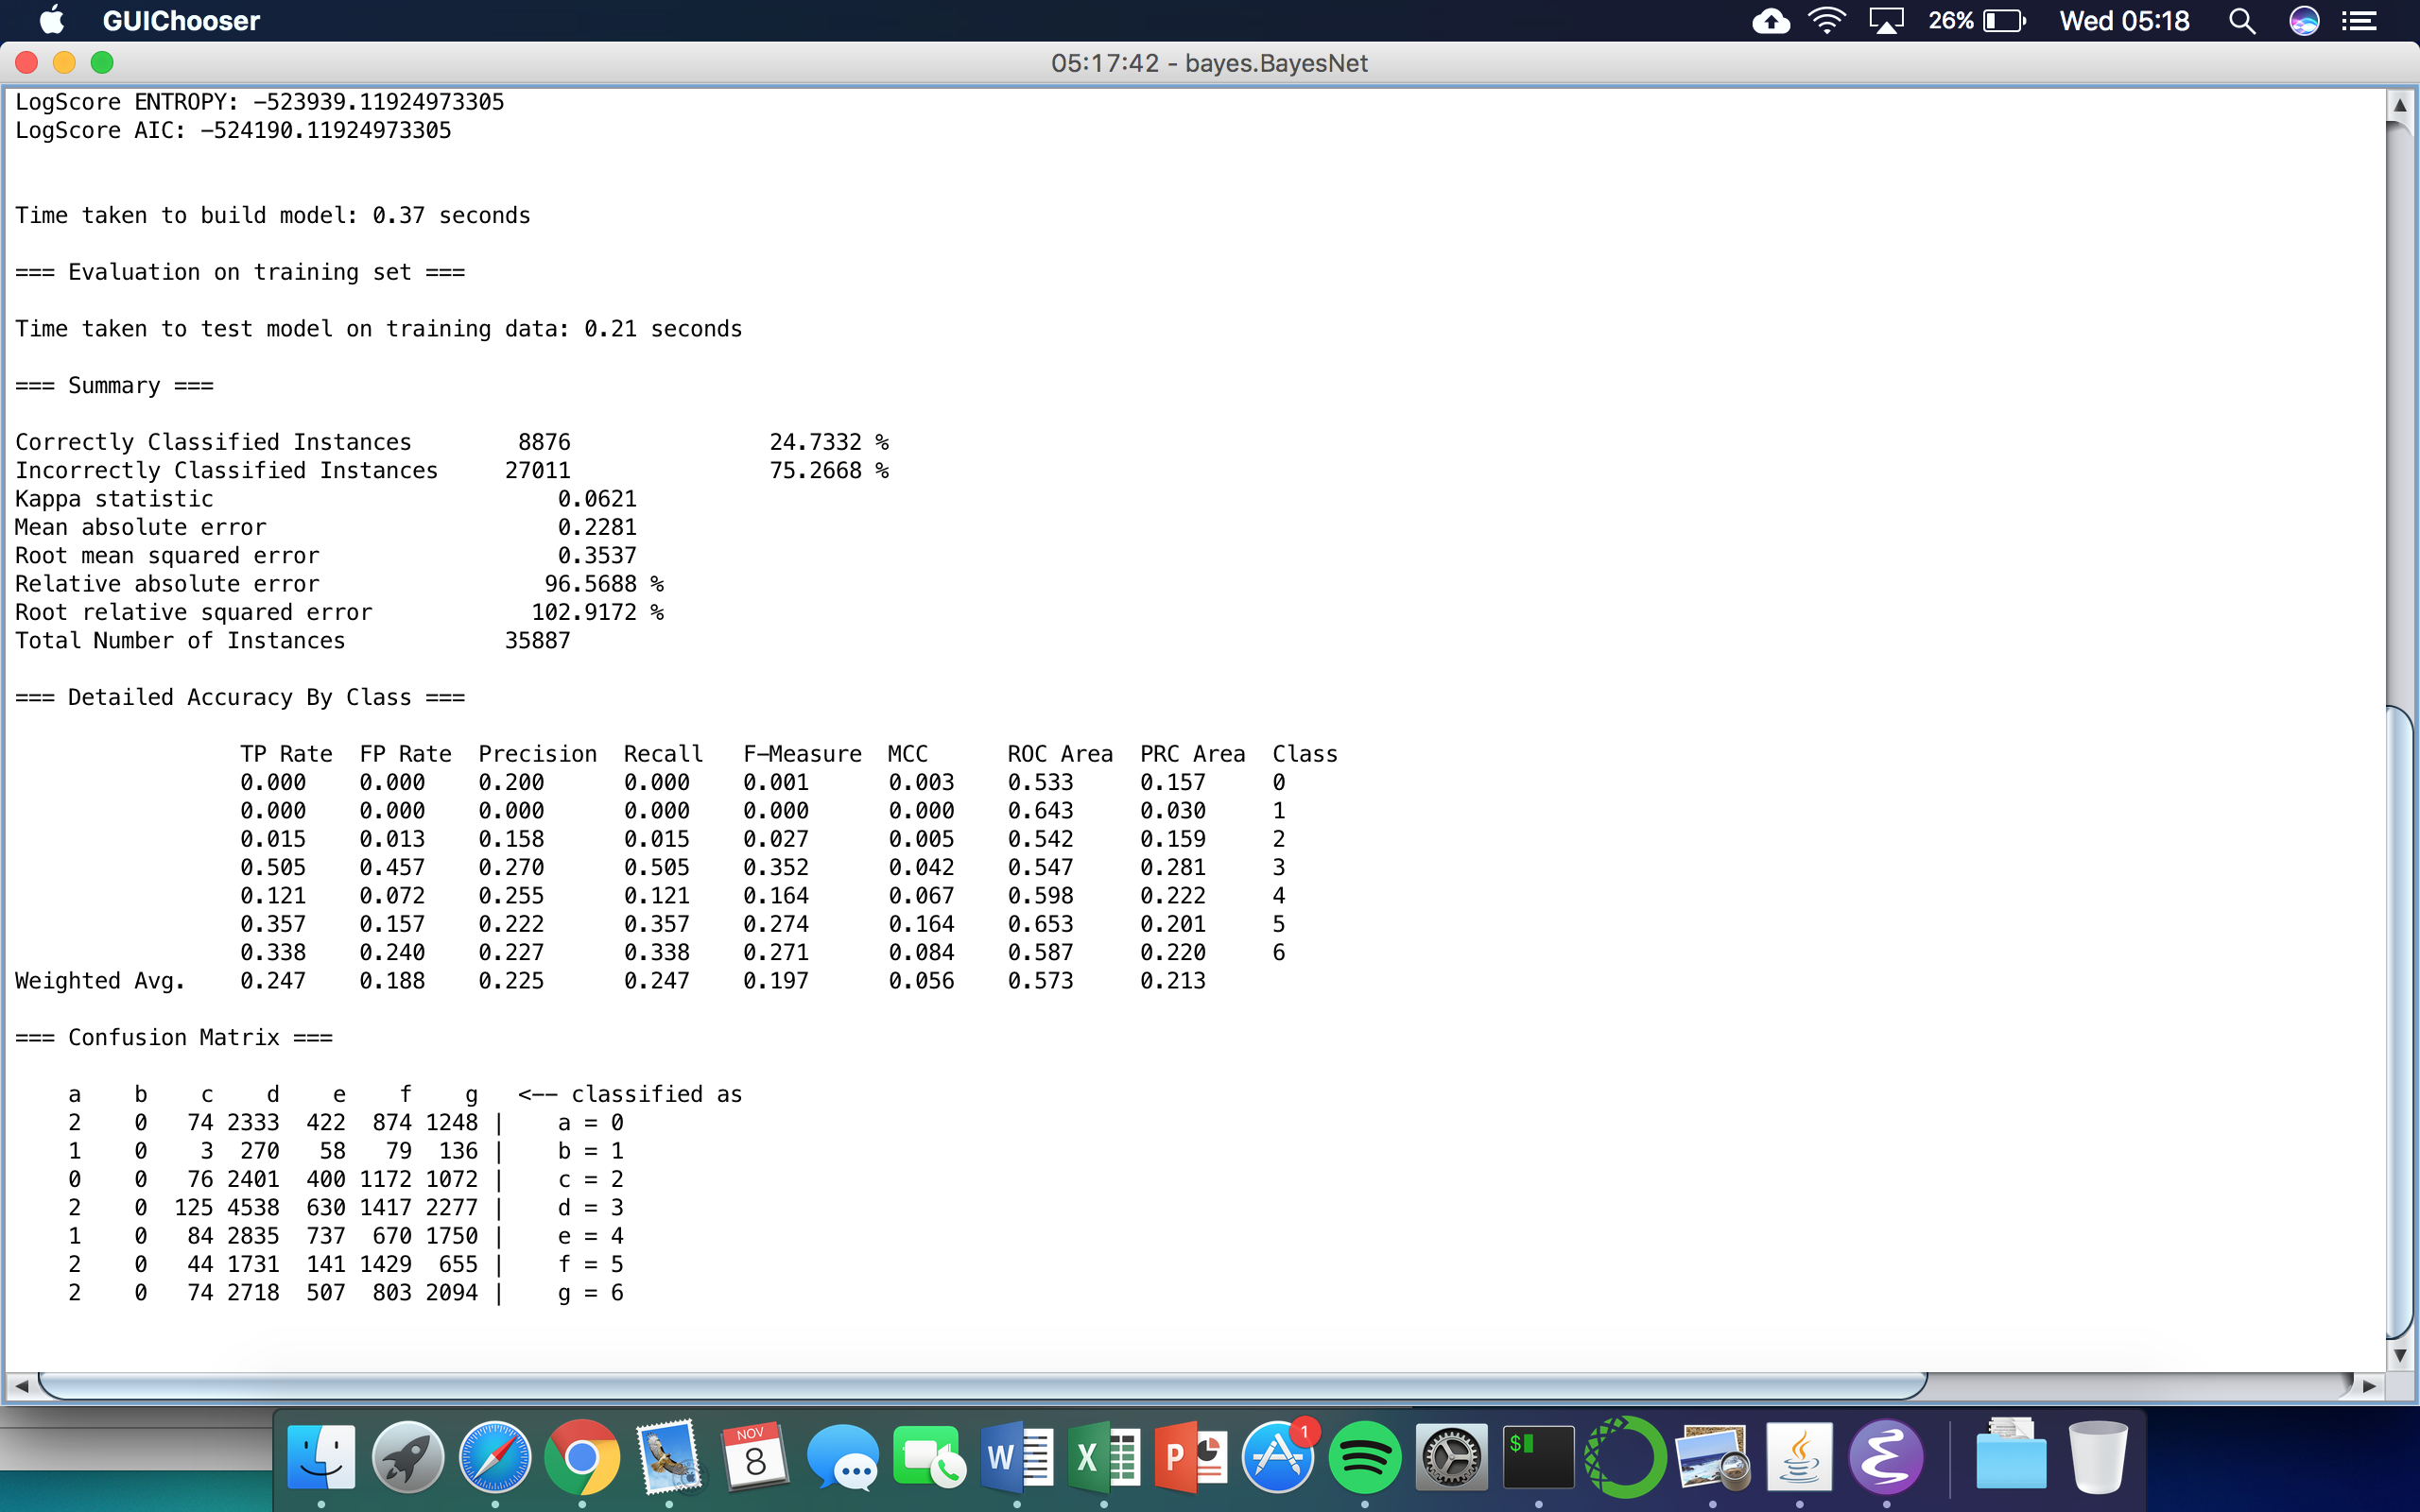 GUIChooser 26% Wed 05:18
05:17:42 - bayes.BayesNet
LogScore ENTROPY: -523939.11924973305
LogScore AIC: -524190.11924973305
Time taken to build model: 0.37 seconds
=== Evaluation on training set ===
Time taken to test model on training data: 0.21 seconds
=== Summary ===
Correctly Classified Instances 8876 24.7332 %
Incorrectly Classified Instances 27011 75.2668 %
Kappa statistic 0.0621
Mean absolute error 0.2281
Root mean squared error 0.3537
Relative absolute error 96.5688 %
Root relative squared error 102.9172 %
Total Number of Instances 35887
=== Detailed Accuracy By Class ===
TP Rate FP Rate Precision Recall F-Measure MCC ROC Area PRC Area Class
0.000 0.000 0.200 0.000 0.001 0.003 0.533 0.157 0
0.000 0.000 0.000 0.000 0.000 0.000 0.643 0.030 1
0.015 0.013 0.158 0.015 0.027 0.005 0.542 0.159 2
0.505 0.457 0.270 0.505 0.352 0.042 0.547 0.281 3
0.121 0.072 0.255 0.121 0.164 0.067 0.598 0.222 4
0.357 0.157 0.222 0.357 0.274 0.164 0.653 0.201 5
0.338 0.240 0.227 0.338 0.271 0.084 0.587 0.220 6
Weighted Avg. 0.247 0.188 0.225 0.247 0.197 0.056 0.573 0.213
=== Confusion Matrix ===
a b c d e f g <-- classified as
2 0 74 2333 422 874 1248 | a = 0
1 0 3 270 58 79 136 | b = 1
0 0 76 2401 400 1172 1072 | c = 2
2 0 125 4538 630 1417 2277 | d = 3
1 0 84 2835 737 670 1750 | e = 4
2 0 44 1731 141 1429 655 | f = 5
2 0 74 2718 507 803 2094 | g = 6
NOV
8
W
X
P
1
$